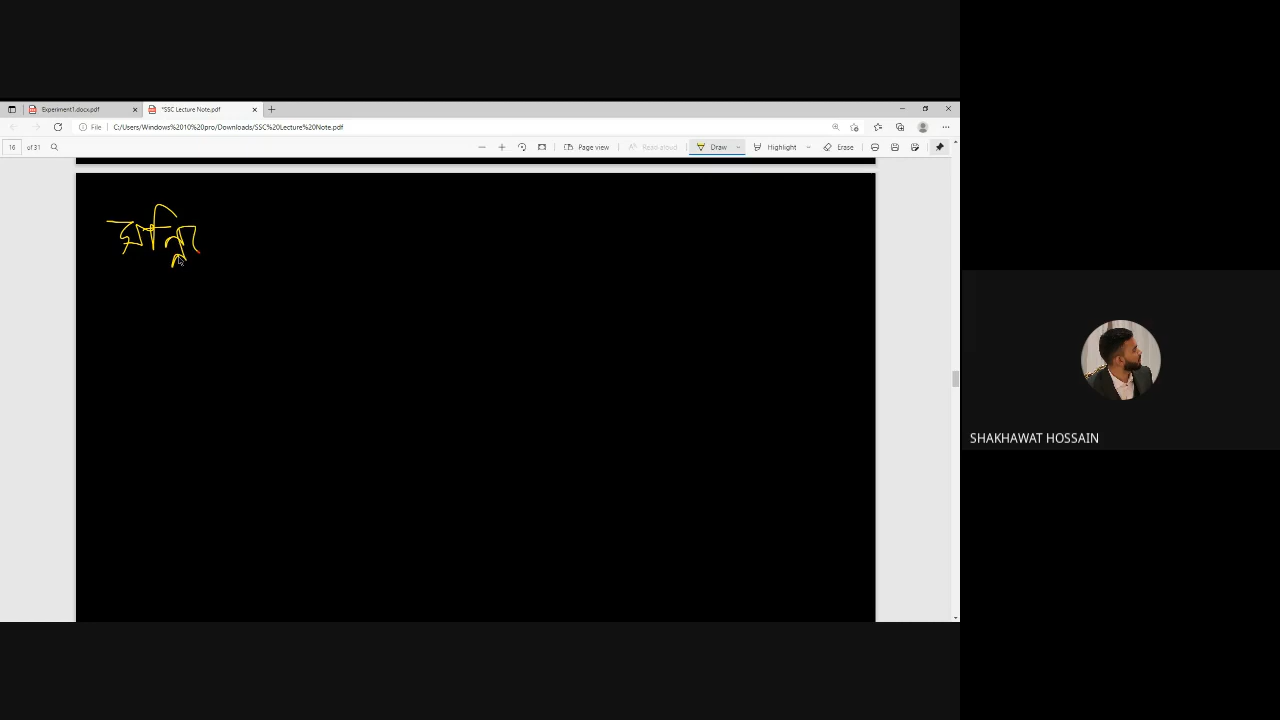 Experiment1.docx.pdf
*SSC Lecture Note.pdf
File
C:/Users/Windows%2010%20pro/Downloads/SSC%20Lecture%20Note.pdf
16 of 31
Page view
Read aloud
Draw
Highlight
Erase
SHAKHAWAT HOSSAIN